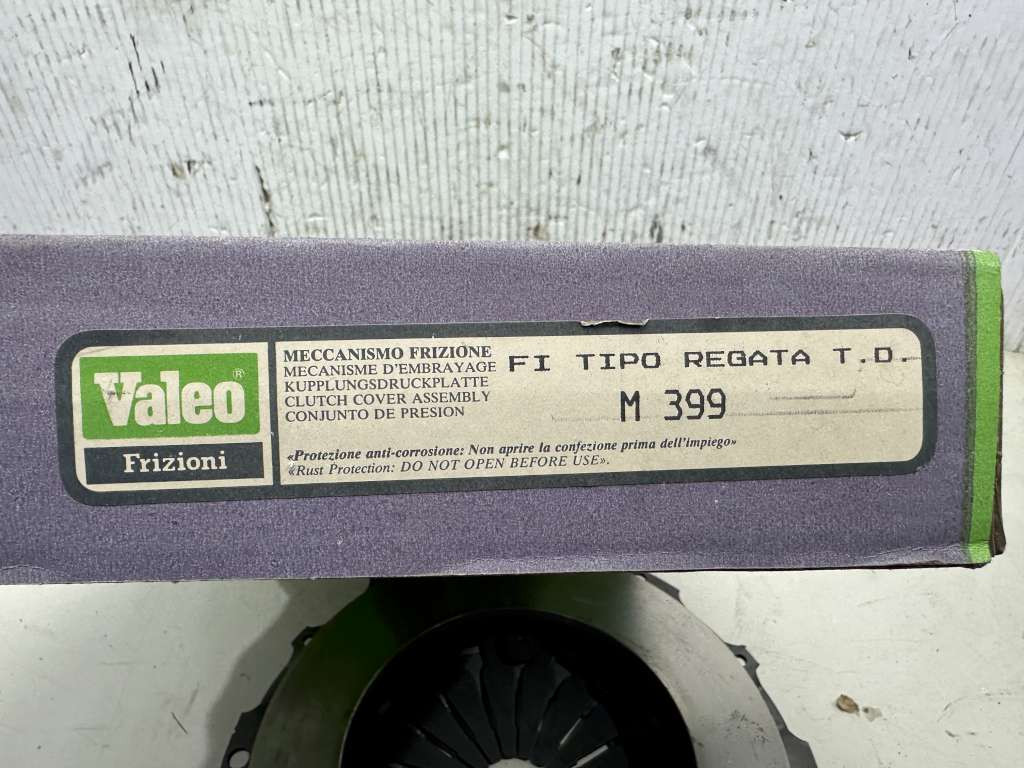 Valeo®
Frizioni
MECCANISMO FRIZIONE
MECANISME D'EMBRAYAGE
KUPPLUNGSDRUCKPLATTE
CLUTCH COVER ASSEMBLY
CONJUNTO DE PRESION
FI TIPO REGATA T.D.
M 399
«Protezione anti-corrosione: Non aprire la confezione prima dell'impiego»
«Rust Protection: DO NOT OPEN BEFORE USE».